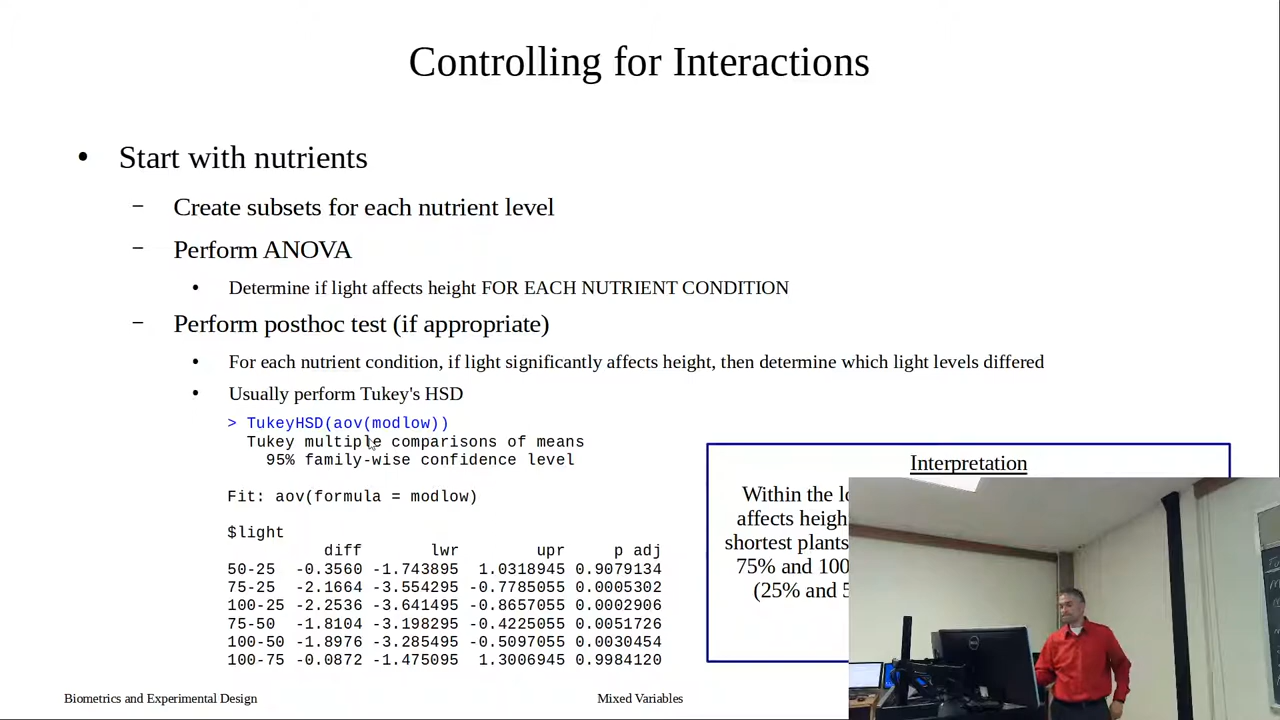 Controlling for Interactions
• Start with nutrients
– Create subsets for each nutrient level
– Perform ANOVA
• Determine if light affects height FOR EACH NUTRIENT CONDITION
– Perform posthoc test (if appropriate)
• For each nutrient condition, if light significantly affects height, then determine which light levels differed
• Usually perform Tukey's HSD
> TukeyHSD(aov(modlow))
Tukey multiple comparisons of means
95% family-wise confidence level
Fit: aov(formula = modlow)
$light
diff lwr upr p adj
50-25 -0.3560 -1.743895 1.0318945 0.9079134
75-25 -2.1664 -3.554295 -0.7785055 0.0005302
100-25 -2.2536 -3.641495 -0.8657055 0.0002906
75-50 -1.8104 -3.198295 -0.4225055 0.0051726
100-50 -1.8976 -3.285495 -0.5097055 0.0030454
100-75 -0.0872 -1.475095 1.3006945 0.9984120
Interpretation
Within the
affects
shortest plants
75% and 100
(25% and
Biometrics and Experimental Design
Mixed Variables